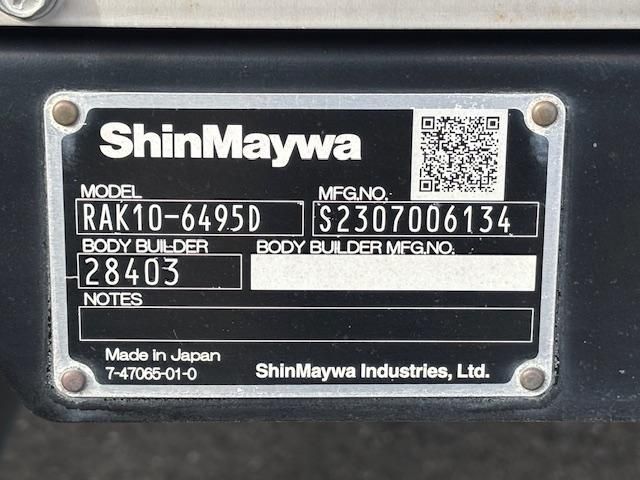 ShinMaywa
MODEL MFG.NO.
RAK10-6495D S2307006134
BODY BUILDER BODY BUILDER MFG.NO.
28403
NOTES
Made in Japan
7-47065-01-0 ShinMaywa Industries, Ltd.